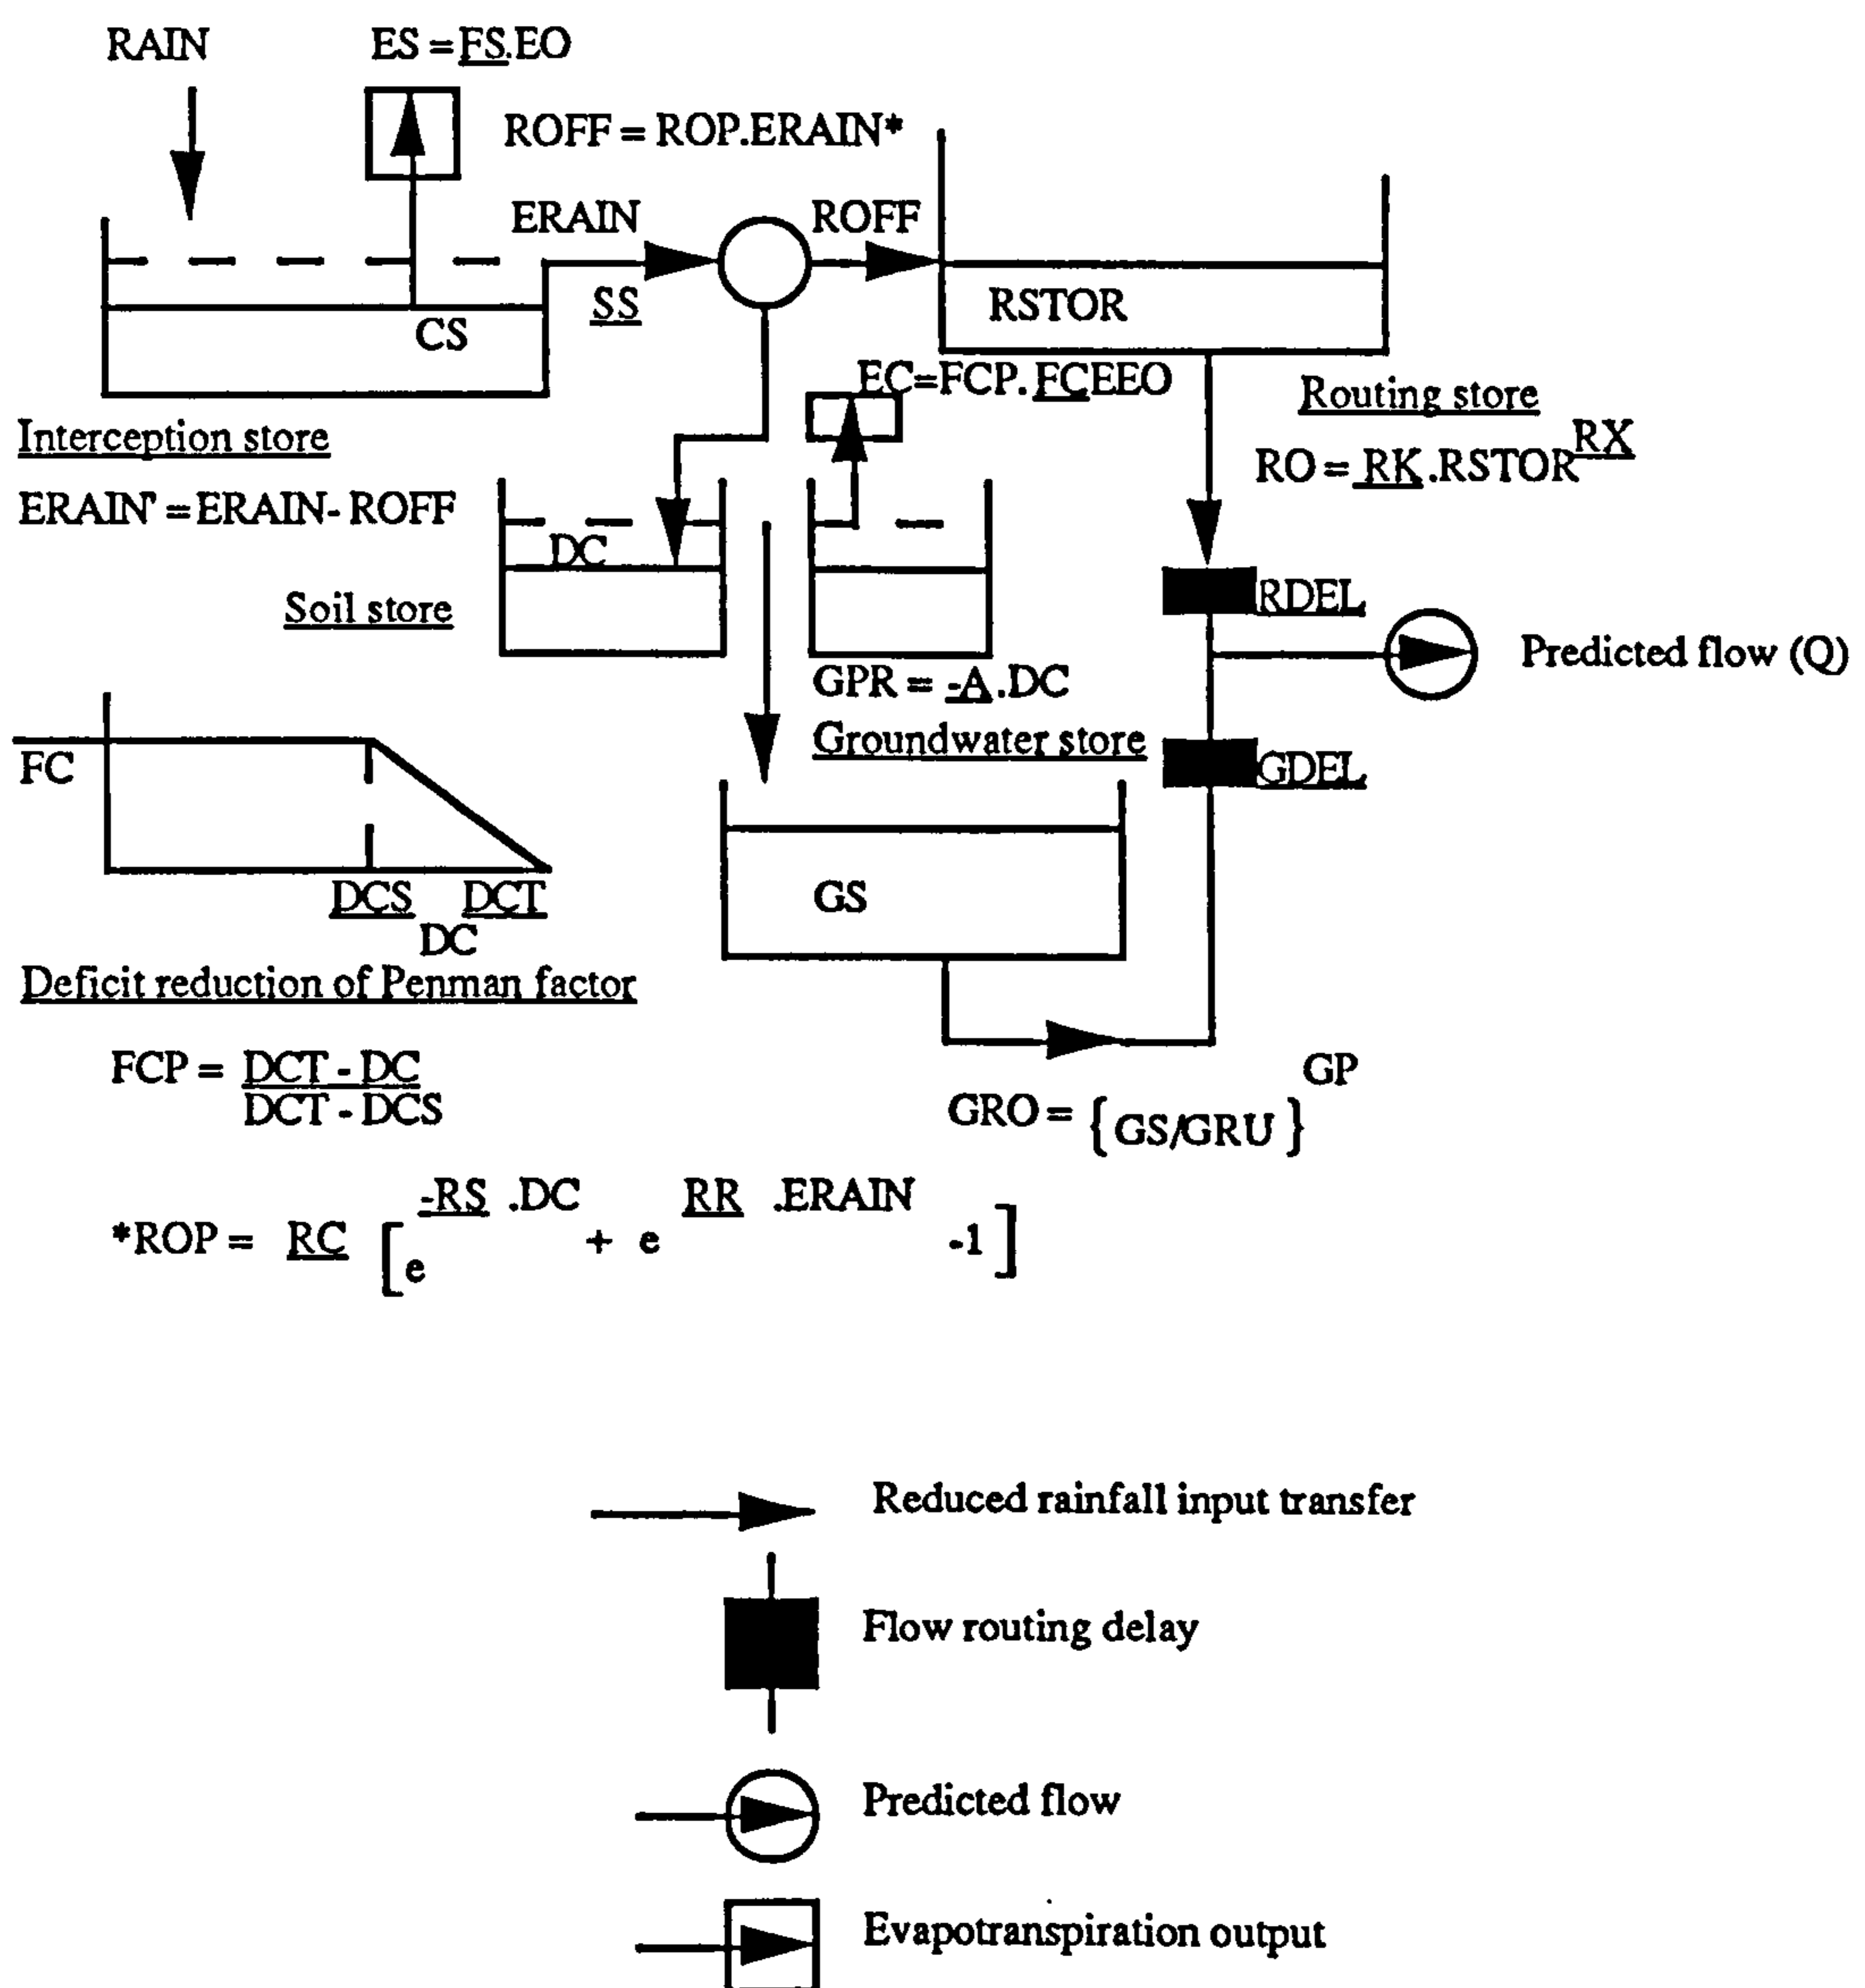 RAIN
ES = FS.EO
ROFF = ROP.ERAIN*
ERAIN
ROFF
SS
RSTOR
CS
EC=FCP.FCEEO
Routing store
Interception store
RO = RK.RSTOR RX
ERAIN' = ERAIN- ROFF
DC
RDEL
Soil store
Predicted flow (Q)
GPR = -A.DC
Groundwater store
FC
GDEL
DCS DCT
GS
DC
Deficit reduction of Penman factor
FCP = DCT - DC
DCT - DCS
GP
GRO = { GS/GRU }
-RS .DC RR .ERAIN
*ROP = RC [ e + e -1 ]
Reduced rainfall input transfer
Flow routing delay
Predicted flow
Evapotranspiration output